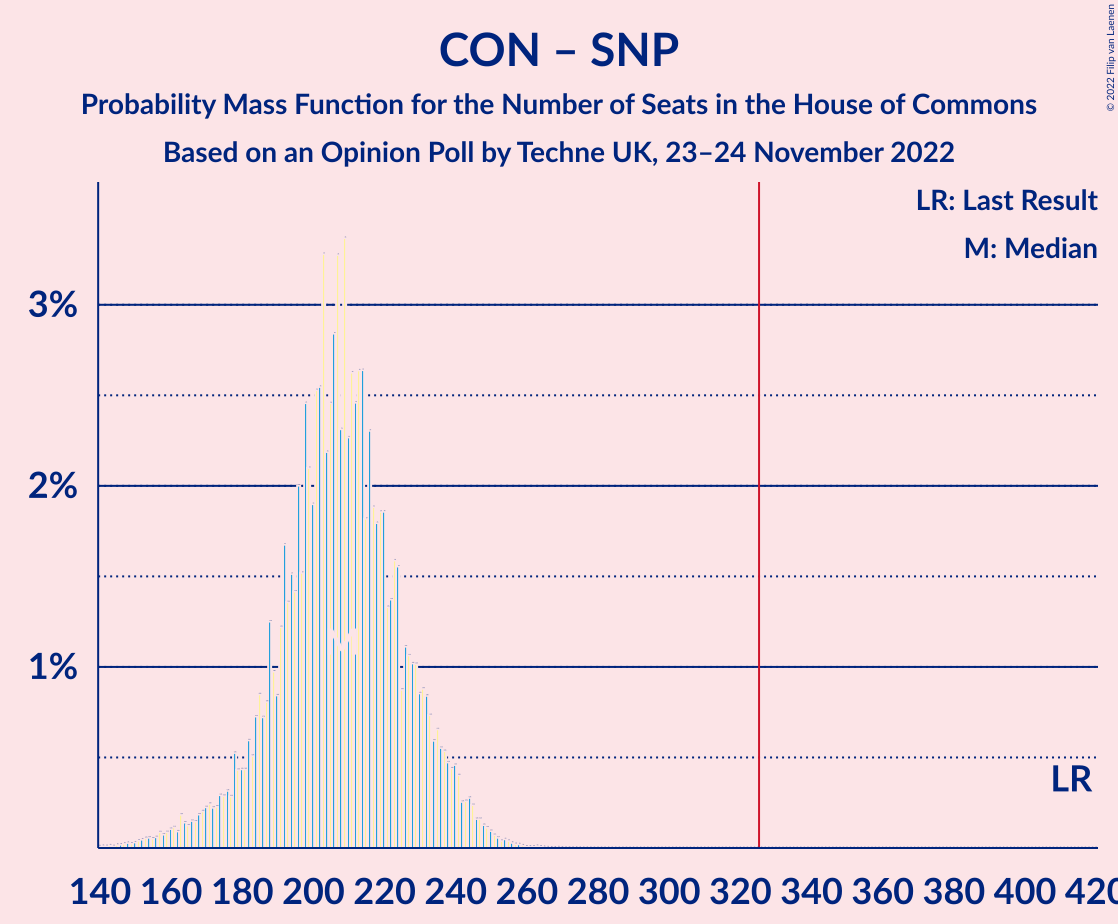 CON – SNP
Probability Mass Function for the Number of Seats in the House of Commons
Based on an Opinion Poll by Techne UK, 23–24 November 2022
© 2022 Filip van Laenen
LR: Last Result
M: Median
3%
2%
1%
LR
140 160 180 200 220 240 260 280 300 320 340 360 380 400 420